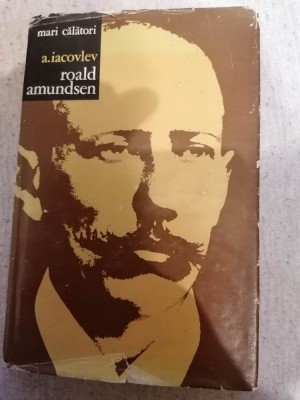 mari călători
a.iacovlev
roald
amundsen